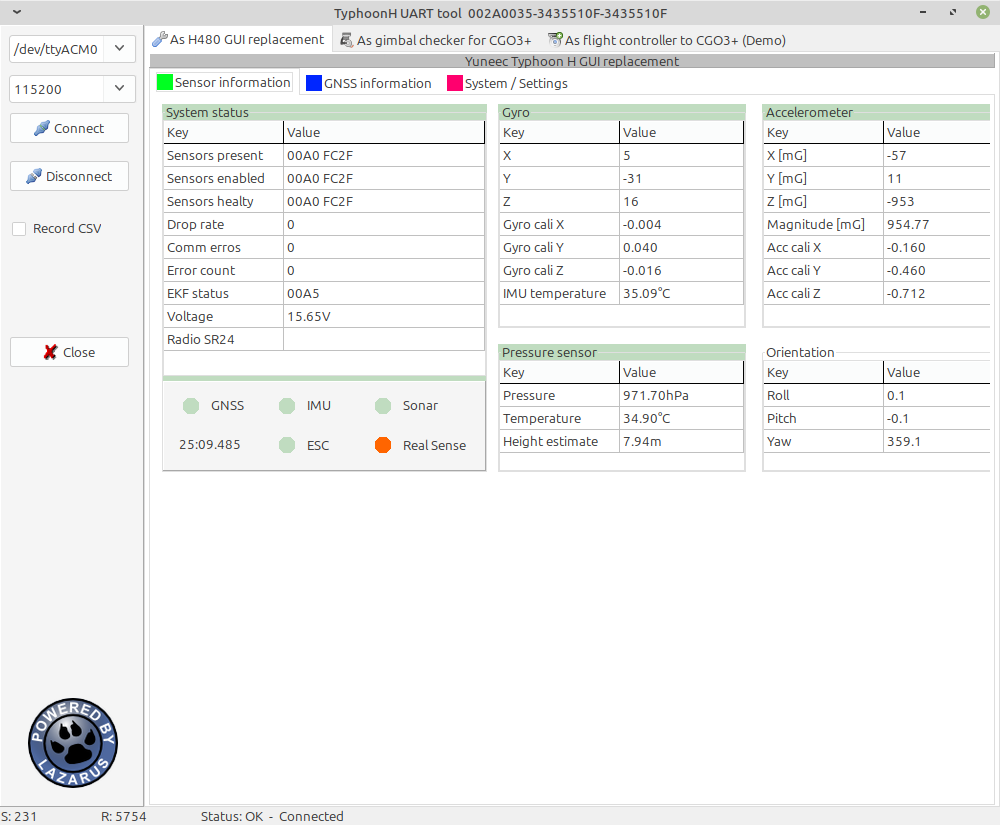 TyphoonH UART tool 002A0035-3435510F-3435510F
/dev/ttyACM0
115200
Connect
Disconnect
Record CSV
Close
POWERED BY
LAZARUS
As H480 GUI replacement
As gimbal checker for CGO3+
As flight controller to CGO3+ (Demo)
Yuneec Typhoon H GUI replacement
Sensor information
GNSS information
System / Settings
System status
Key Value
Sensors present 00A0 FC2F
Sensors enabled 00A0 FC2F
Sensors healty 00A0 FC2F
Drop rate 0
Comm erros 0
Error count 0
EKF status 00A5
Voltage 15.65V
Radio SR24
GNSS IMU Sonar
25:09.485 ESC Real Sense
Gyro
Key Value
X 5
Y -31
Z 16
Gyro cali X -0.004
Gyro cali Y 0.040
Gyro cali Z -0.016
IMU temperature 35.09°C
Pressure sensor
Key Value
Pressure 971.70hPa
Temperature 34.90°C
Height estimate 7.94m
Accelerometer
Key Value
X [mG] -57
Y [mG] 11
Z [mG] -953
Magnitude [mG] 954.77
Acc cali X -0.160
Acc cali Y -0.460
Acc cali Z -0.712
Orientation
Key Value
Roll 0.1
Pitch -0.1
Yaw 359.1
S: 231 R: 5754 Status: OK - Connected